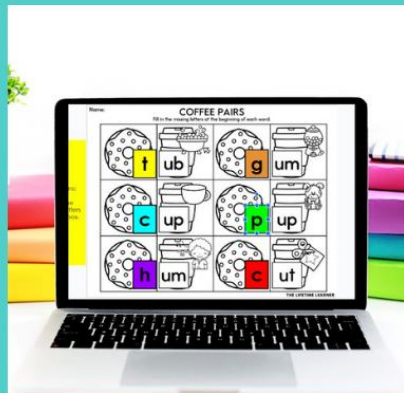 Name:
COFFEE PAIRS
Fill in the missing letters at the beginning of each word.
t ub
g um
c up
p up
h um
c ut
THE LIFETIME LEARNER